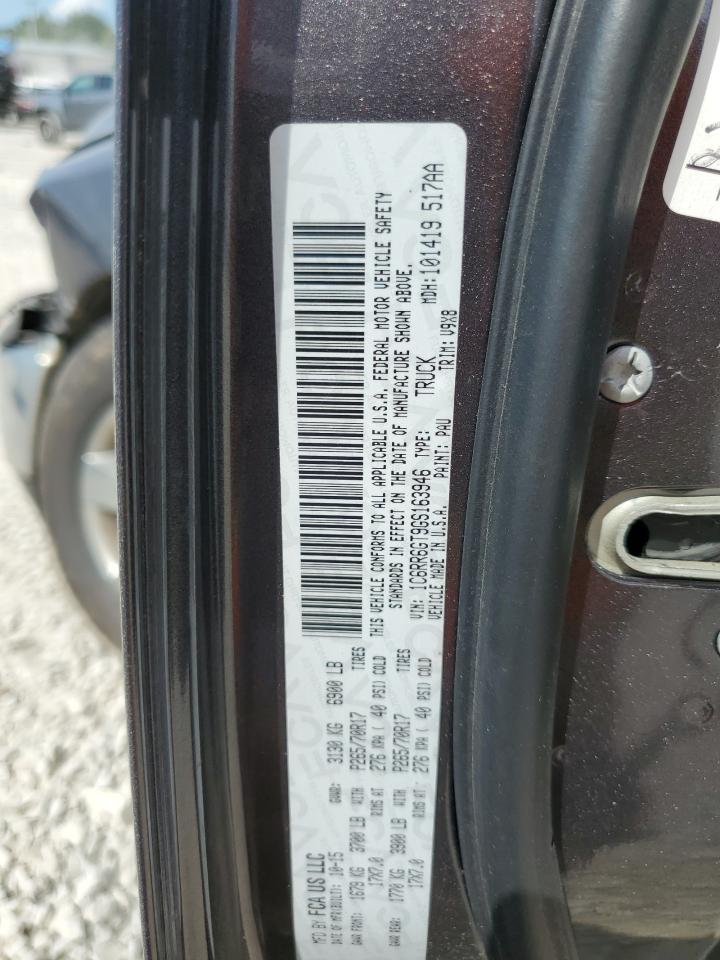 MFD BY FCA US LLC
DATE OF MFR(BUILT): 10-15 GVWR: 3130 KG 6900 LB
GAWR FRONT: 1679 KG 3700 LB WITH P265/70R17 TIRES
17X7.0 RIMS AT 276 KPA ( 40 PSI) COLD
GAWR REAR: 1770 KG 3900 LB WITH P265/70R17 TIRES
17X7.0 RIMS AT 276 KPA ( 40 PSI) COLD
THIS VEHICLE CONFORMS TO ALL APPLICABLE U.S.A. FEDERAL MOTOR VEHICLE SAFETY
STANDARDS IN EFFECT ON THE DATE OF MANUFACTURE SHOWN ABOVE.
VIN: 1C6RR6GT9GS163946 TYPE: TRUCK MDH:101419 517AA
VEHICLE MADE IN U.S.A. PAINT: PAU TRIM: V9X8